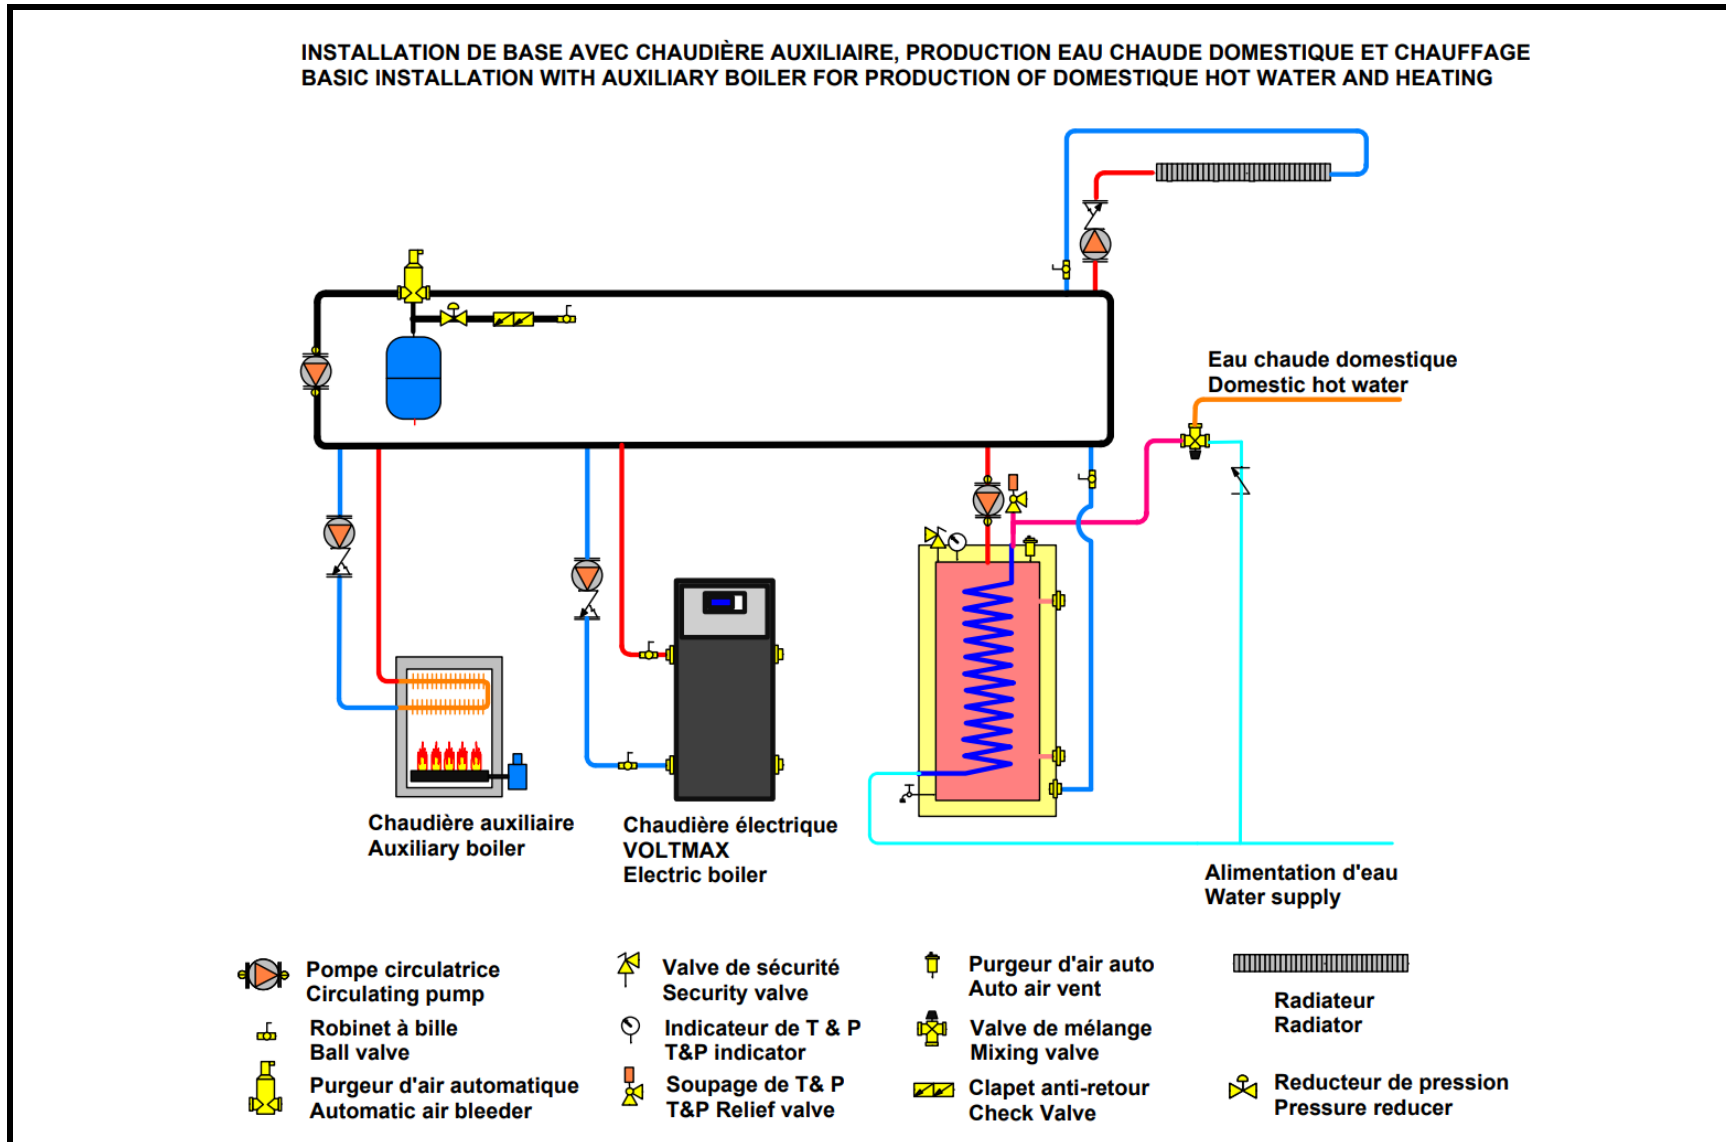 INSTALLATION DE BASE AVEC CHAUDIÈRE AUXILIAIRE, PRODUCTION EAU CHAUDE DOMESTIQUE ET CHAUFFAGE
BASIC INSTALLATION WITH AUXILIARY BOILER FOR PRODUCTION OF DOMESTIQUE HOT WATER AND HEATING
Eau chaude domestique
Domestic hot water
Chaudière auxiliaire
Auxiliary boiler
Chaudière électrique
VOLTMAX
Electric boiler
Alimentation d'eau
Water supply
Pompe circulatrice
Circulating pump
Robinet à bille
Ball valve
Purgeur d'air automatique
Automatic air bleeder
Valve de sécurité
Security valve
Indicateur de T & P
T&P indicator
Soupage de T& P
T&P Relief valve
Purgeur d'air auto
Auto air vent
Valve de mélange
Mixing valve
Clapet anti-retour
Check Valve
Radiateur
Radiator
Reducteur de pression
Pressure reducer